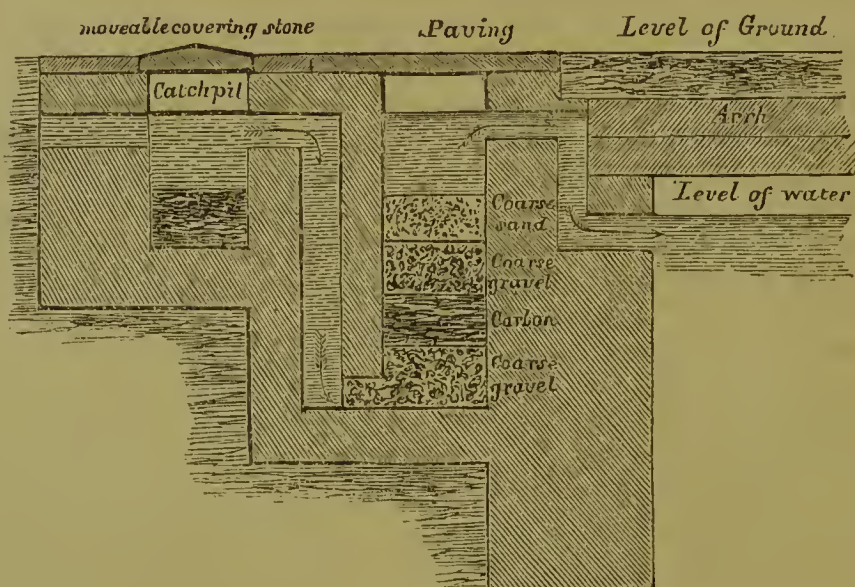 moveable covering stone
Paving
Level of Ground
Catchpit
Arch
Level of water
Coarse
sand
Coarse
gravel
Carbon
Coarse
gravel